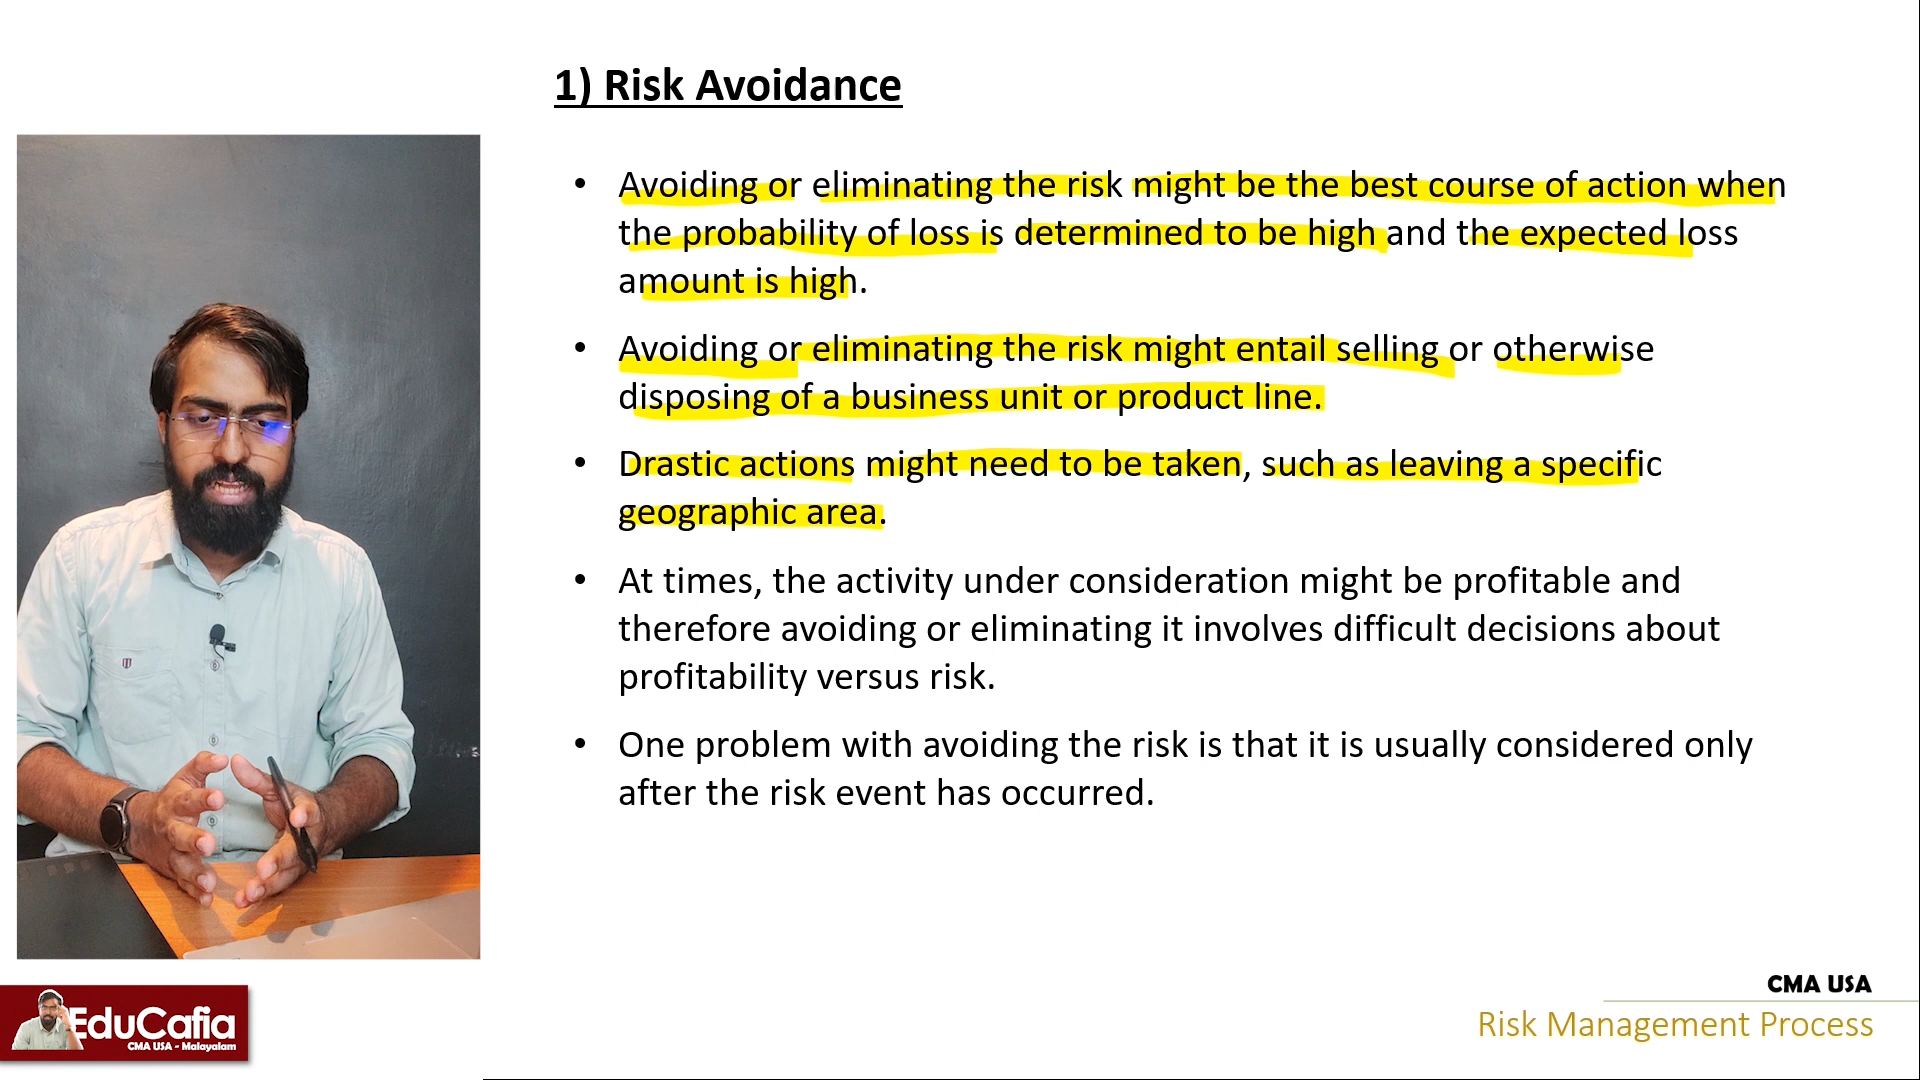 1) Risk Avoidance
• Avoiding or eliminating the risk might be the best course of action when
the probability of loss is determined to be high and the expected loss
amount is high.
• Avoiding or eliminating the risk might entail selling or otherwise
disposing of a business unit or product line.
• Drastic actions might need to be taken, such as leaving a specific
geographic area.
• At times, the activity under consideration might be profitable and
therefore avoiding or eliminating it involves difficult decisions about
profitability versus risk.
• One problem with avoiding the risk is that it is usually considered only
after the risk event has occurred.
EduCafia
CMA USA - Malayalam
CMA USA
Risk Management Process